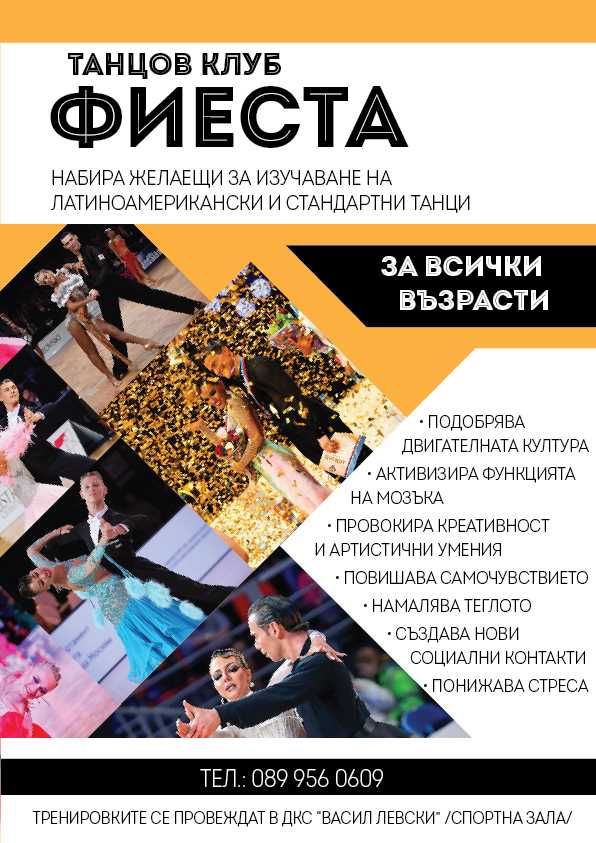 ТАНЦОВ КЛУБ
ФИЕСТА
НАБИРА ЖЕЛАЕЩИ ЗА ИЗУЧАВАНЕ НА
ЛАТИНОАМЕРИКАНСКИ И СТАНДАРТНИ ТАНЦИ
ЗА ВСИЧКИ
ВЪЗРАСТИ
• ПОДОБРЯВА
ДВИГАТЕЛНАТА КУЛТУРА
• АКТИВИЗИРА ФУНКЦИЯТА
НА МОЗЪКА
• ПРОВОКИРА КРЕАТИВНОСТ
И АРТИСТИЧНИ УМЕНИЯ
• ПОВИШАВА САМОЧУВСТВИЕТО
• НАМАЛЯВА ТЕГЛОТО
• СЪЗДАВА НОВИ
СОЦИАЛНИ КОНТАКТИ
• ПОНИЖАВА СТРЕСА
ТЕЛ.: 089 956 0609
ТРЕНИРОВКИТЕ СЕ ПРОВЕЖДАТ В ДКС "ВАСИЛ ЛЕВСКИ" /СПОРТНА ЗАЛА/